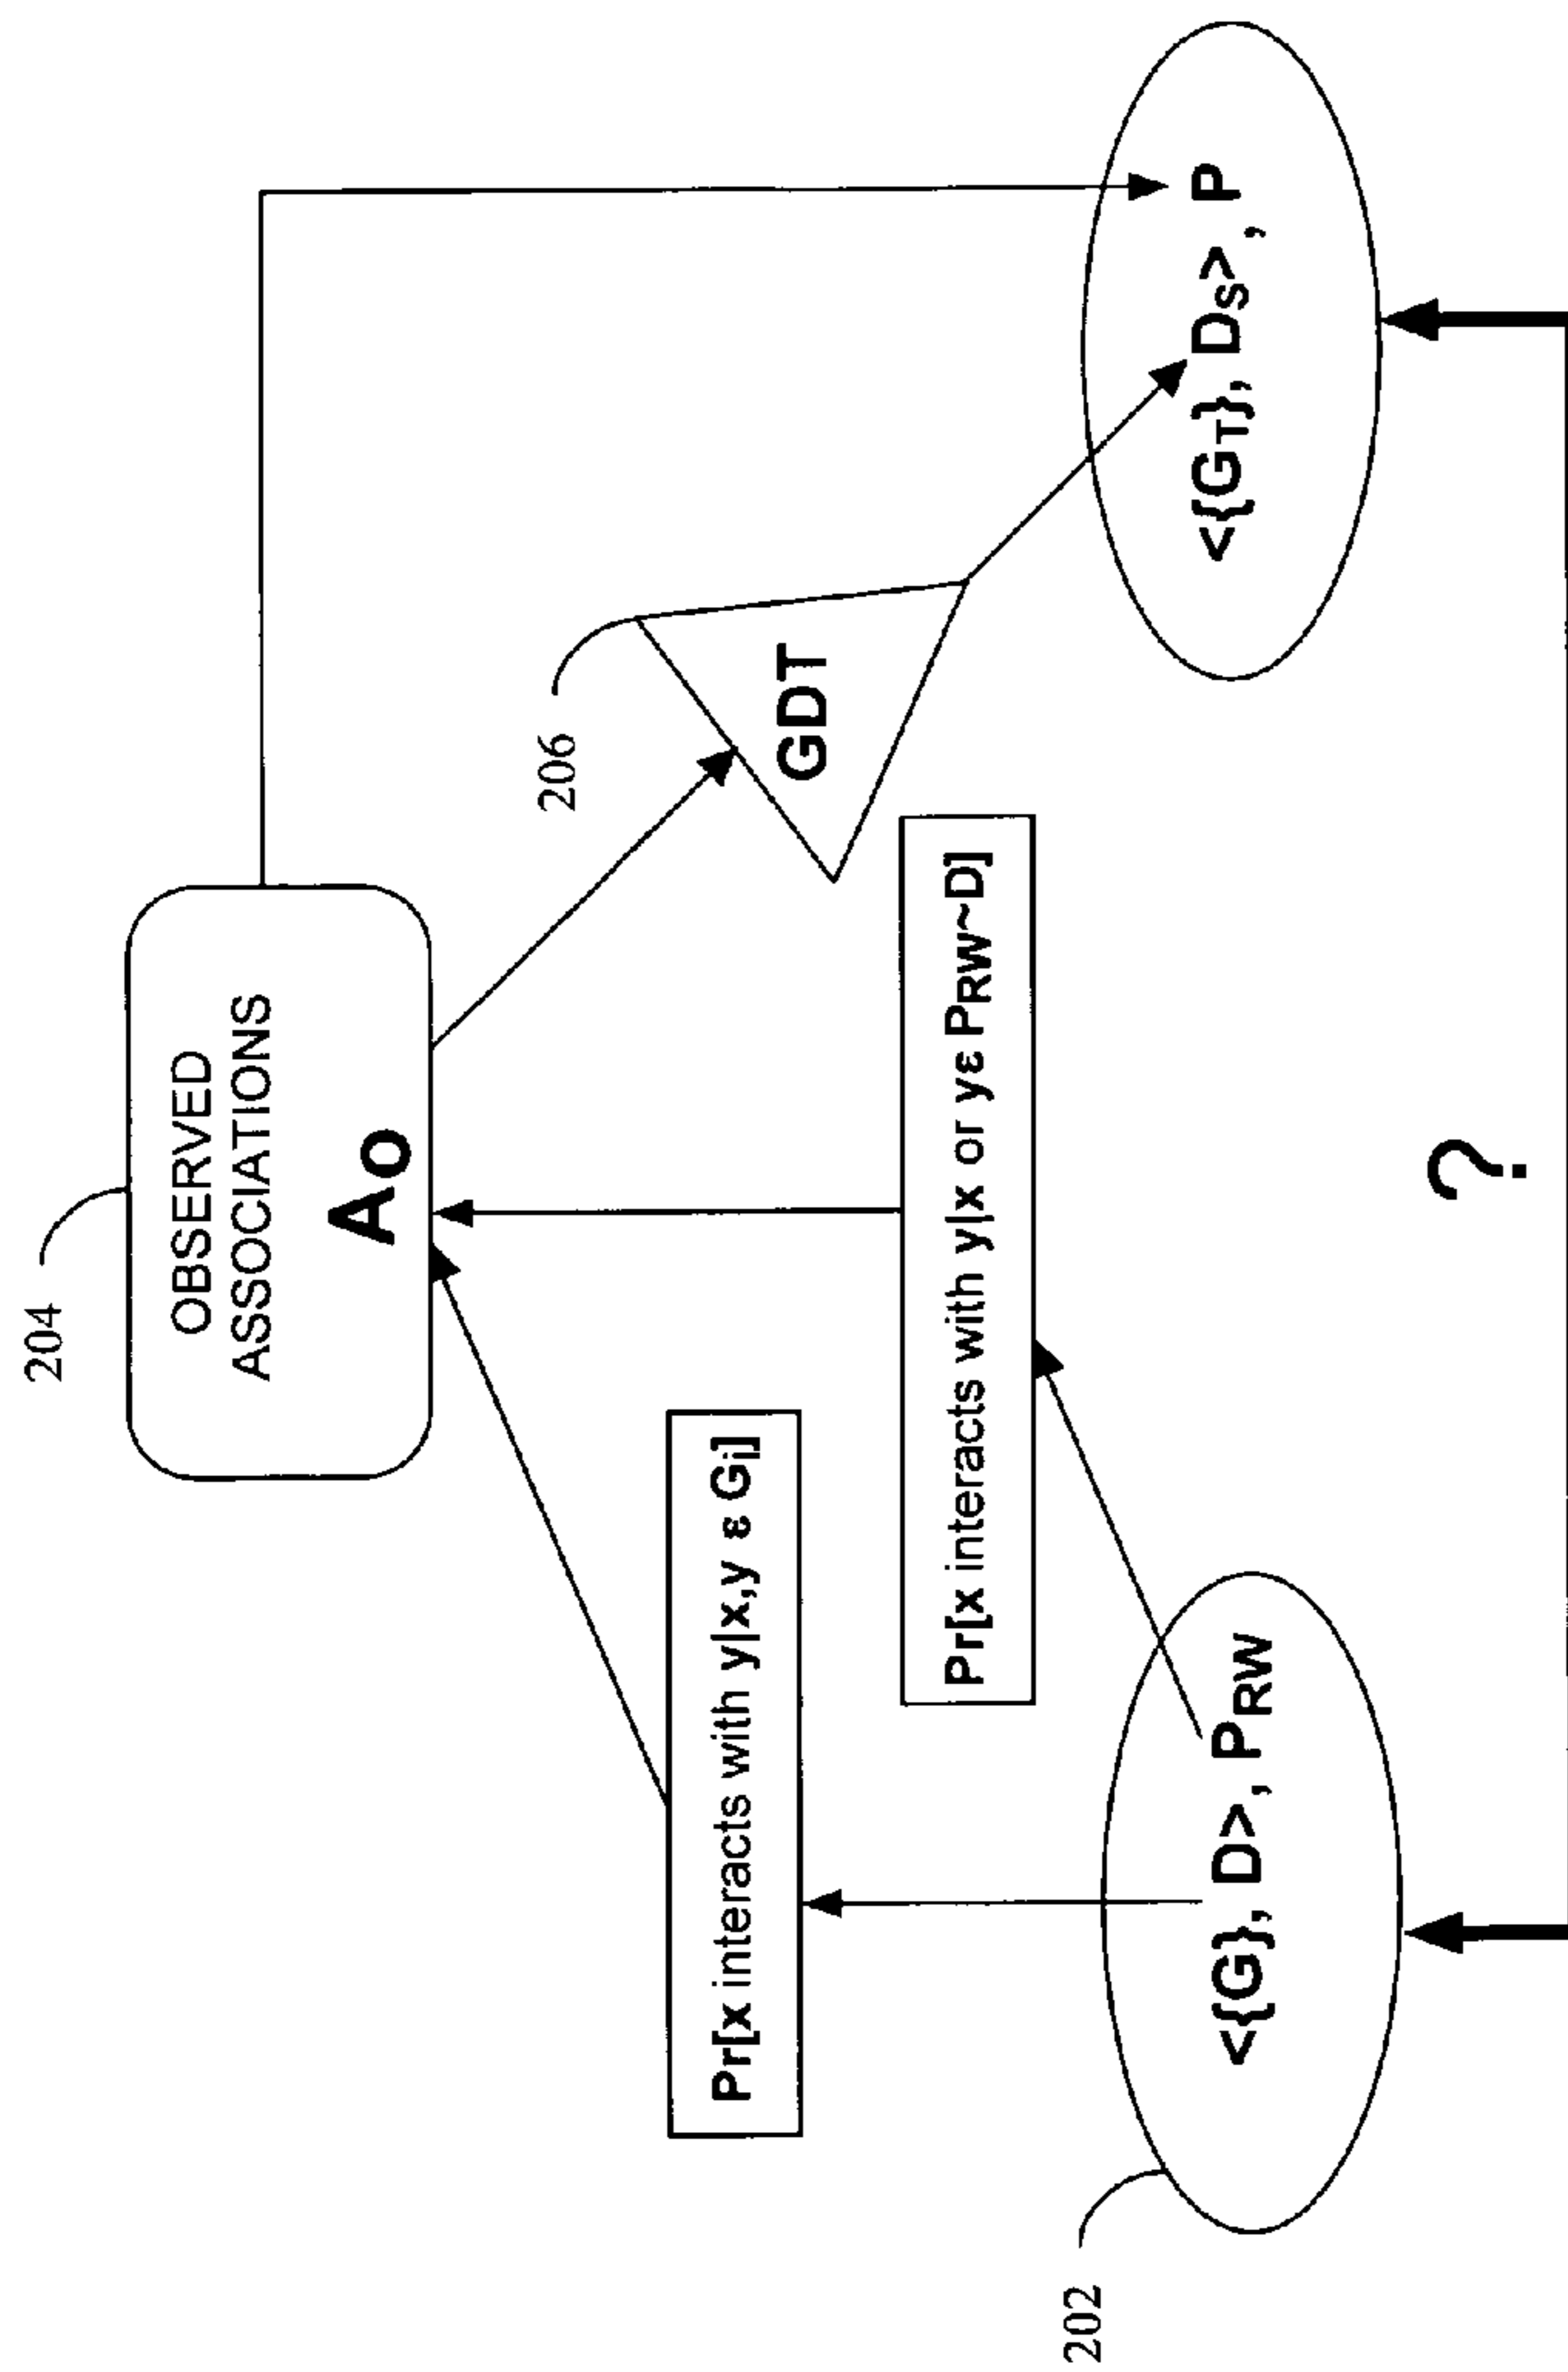 204
OBSERVED
ASSOCIATIONS
AO
206
GDT
Pr[x interacts with y|x,y ε Gi]
Pr[x interacts with y|x or yε PRW~D]
202
<{G}, D>, PRW
<{GT}, DS>, P
?